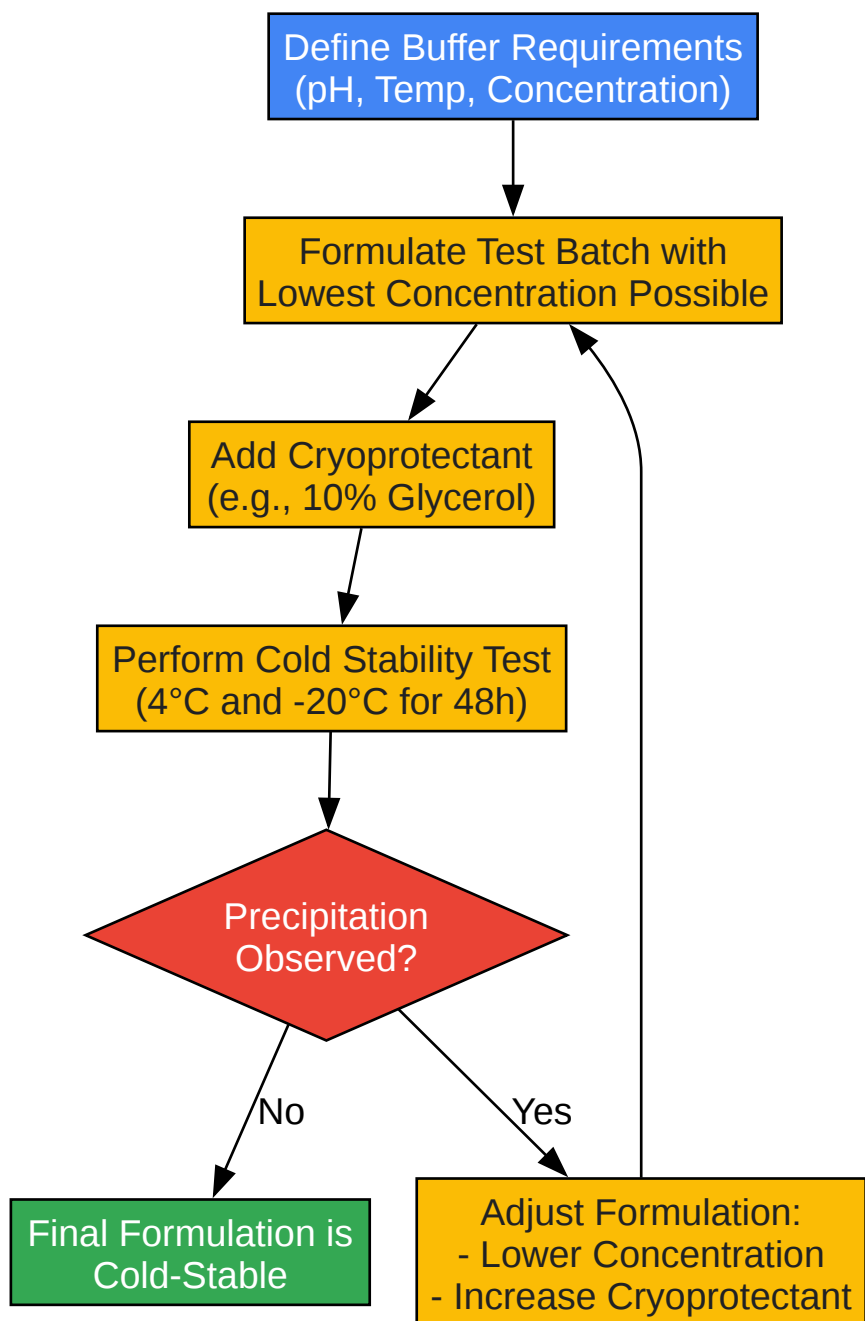 Define Buffer Requirements
(pH, Temp, Concentration)
Formulate Test Batch with
Lowest Concentration Possible
Add Cryoprotectant
(e.g., 10% Glycerol)
Perform Cold Stability Test
(4°C and -20°C for 48h)
Precipitation
Observed?
No
Yes
Final Formulation is
Cold-Stable
Adjust Formulation:
- Lower Concentration
- Increase Cryoprotectant